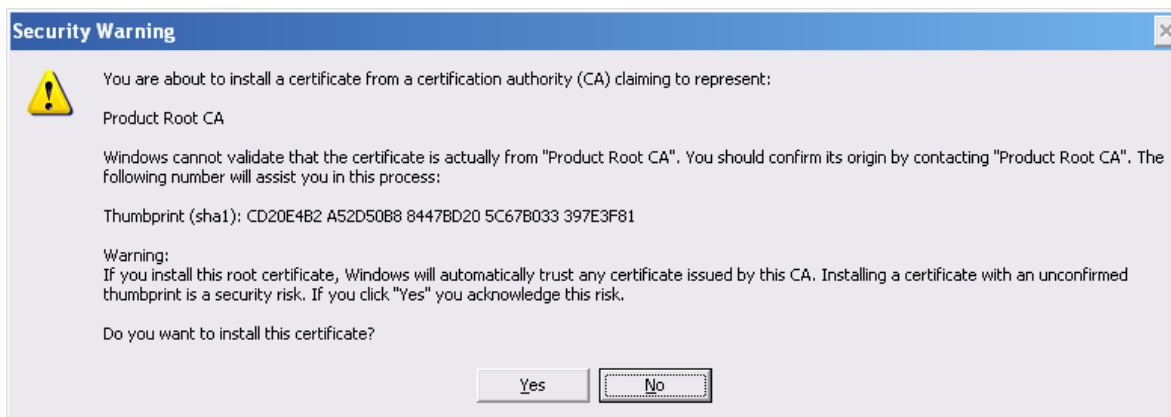 Security Warning
You are about to install a certificate from a certification authority (CA) claiming to represent:
Product Root CA
Windows cannot validate that the certificate is actually from "Product Root CA". You should confirm its origin by contacting "Product Root CA". The
following number will assist you in this process:
Thumbprint (sha1): CD20E4B2 A52D50B8 8447BD20 5C67B033 397E3F81
Warning:
If you install this root certificate, Windows will automatically trust any certificate issued by this CA. Installing a certificate with an unconfirmed
thumbprint is a security risk. If you click "Yes" you acknowledge this risk.
Do you want to install this certificate?
Yes No